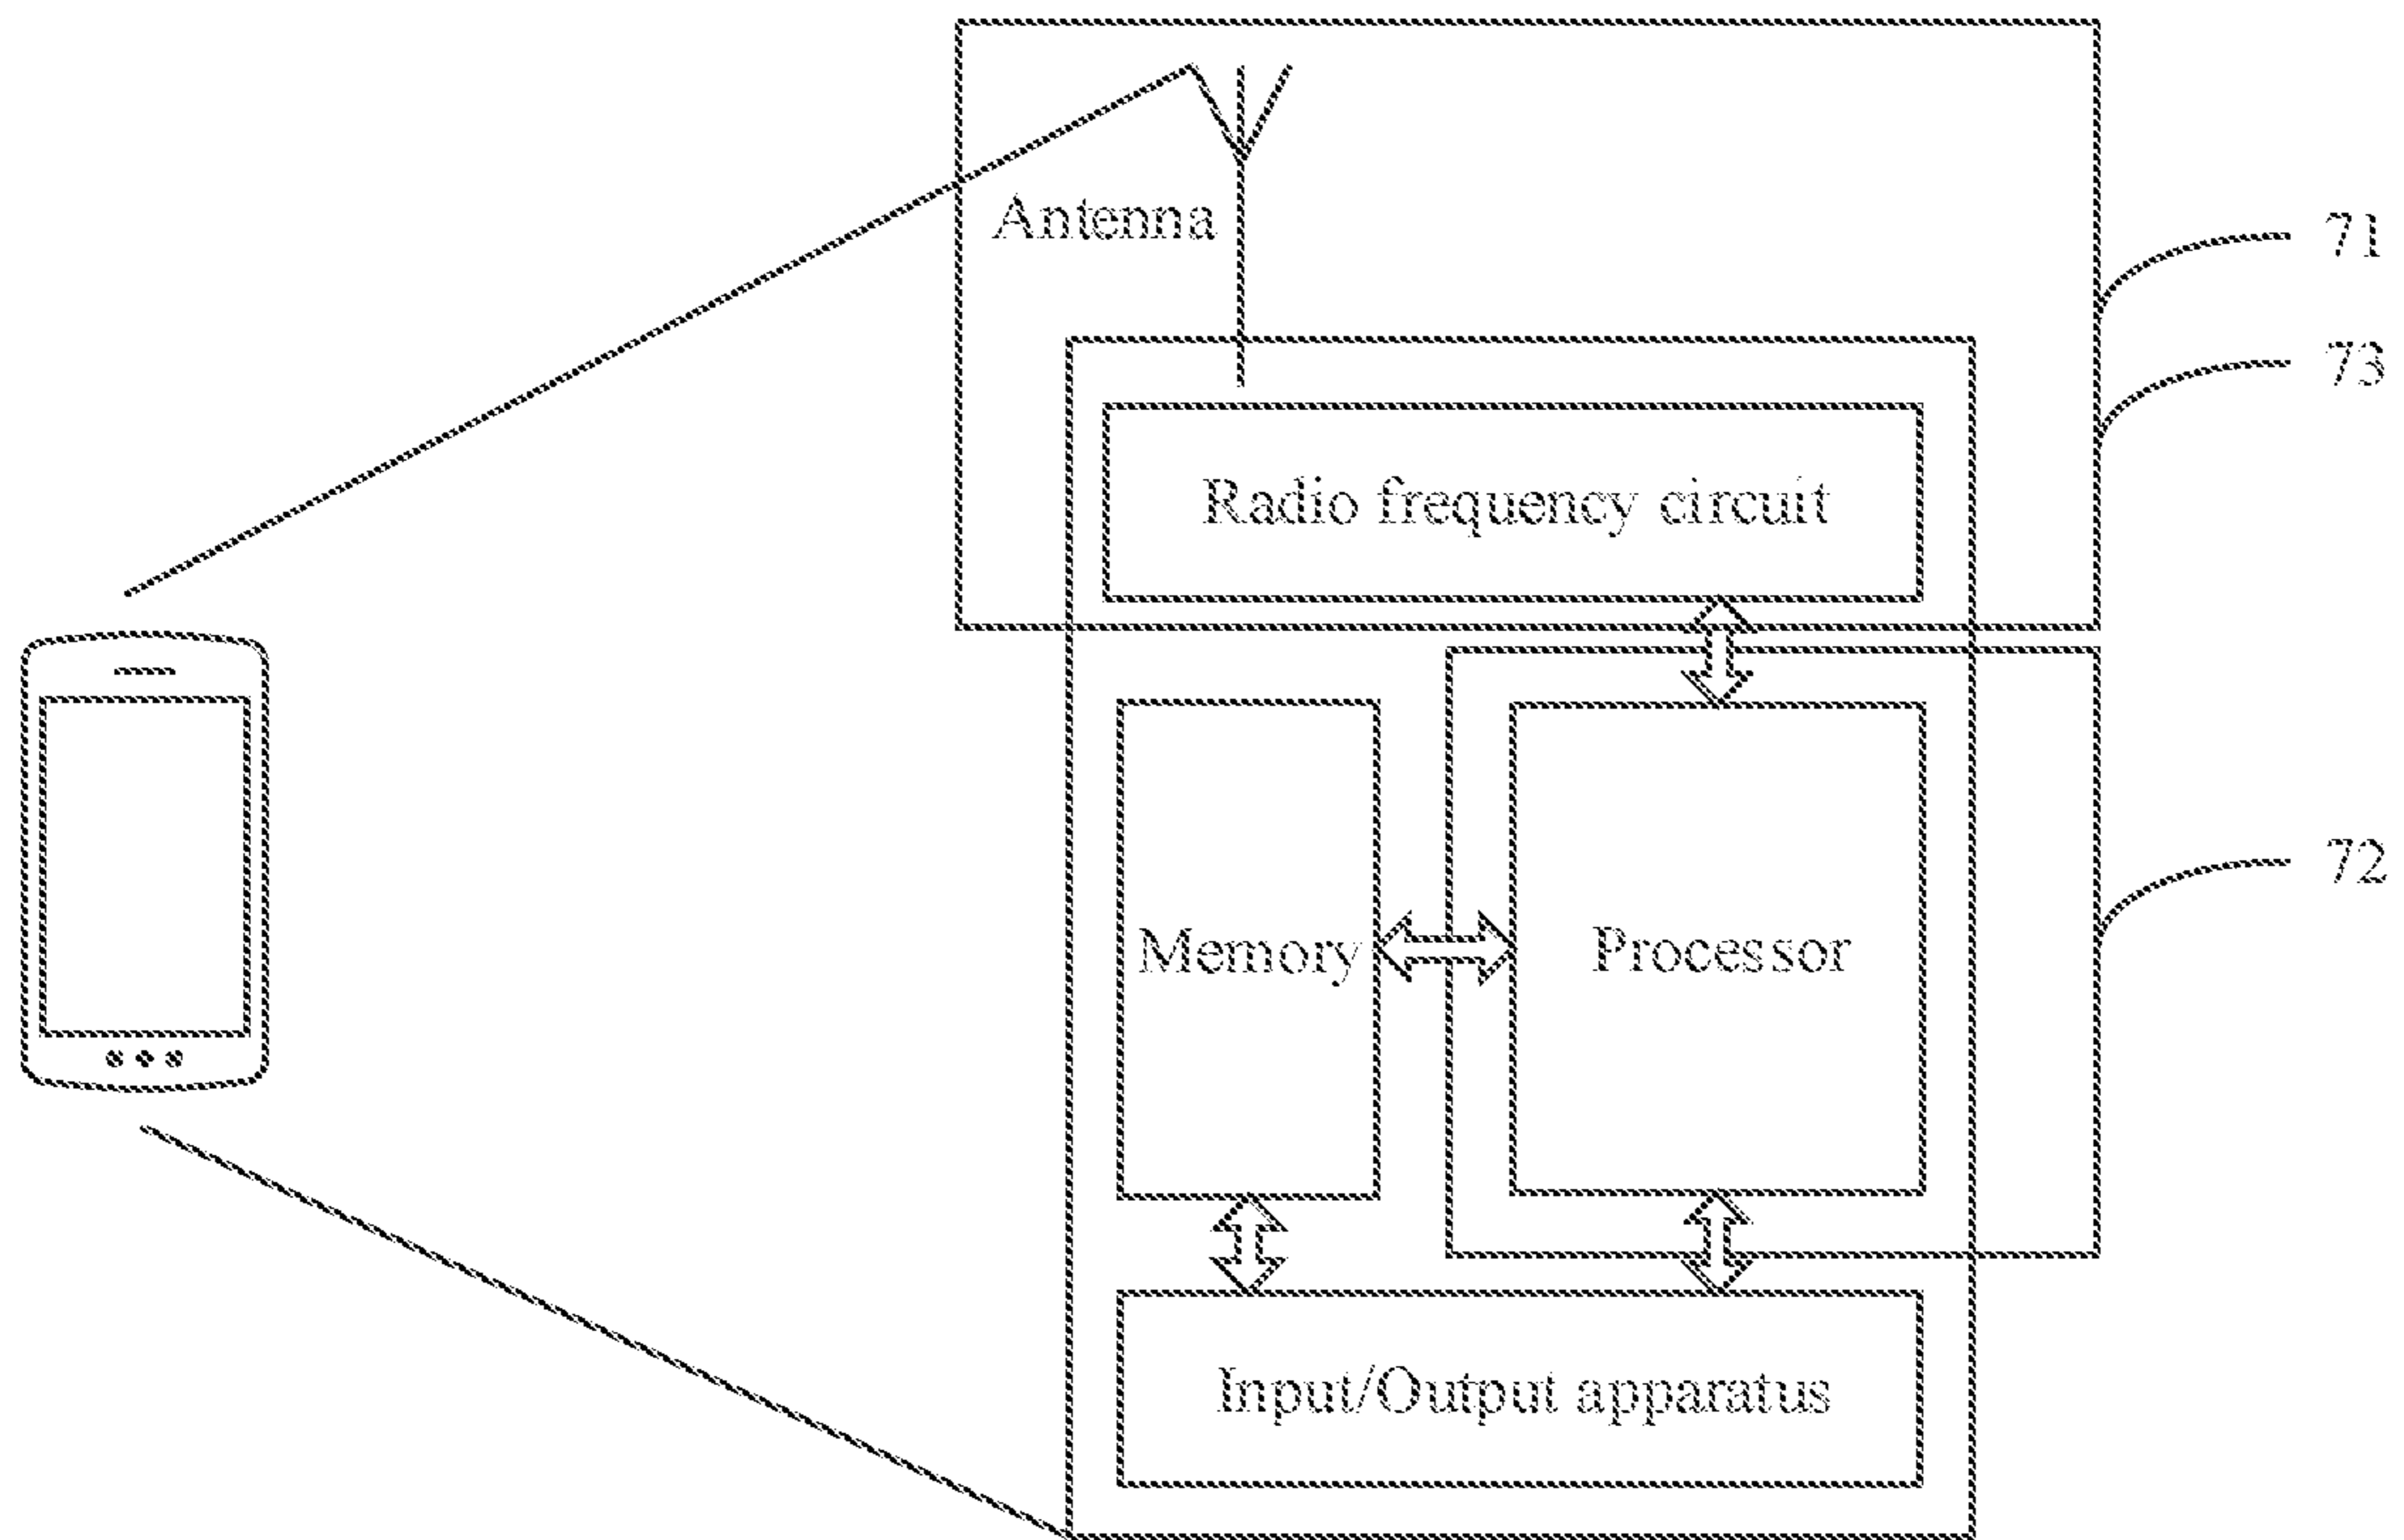 Antenna
71
73
Radio frequency circuit
72
Memory
Processor
Input/Output apparatus